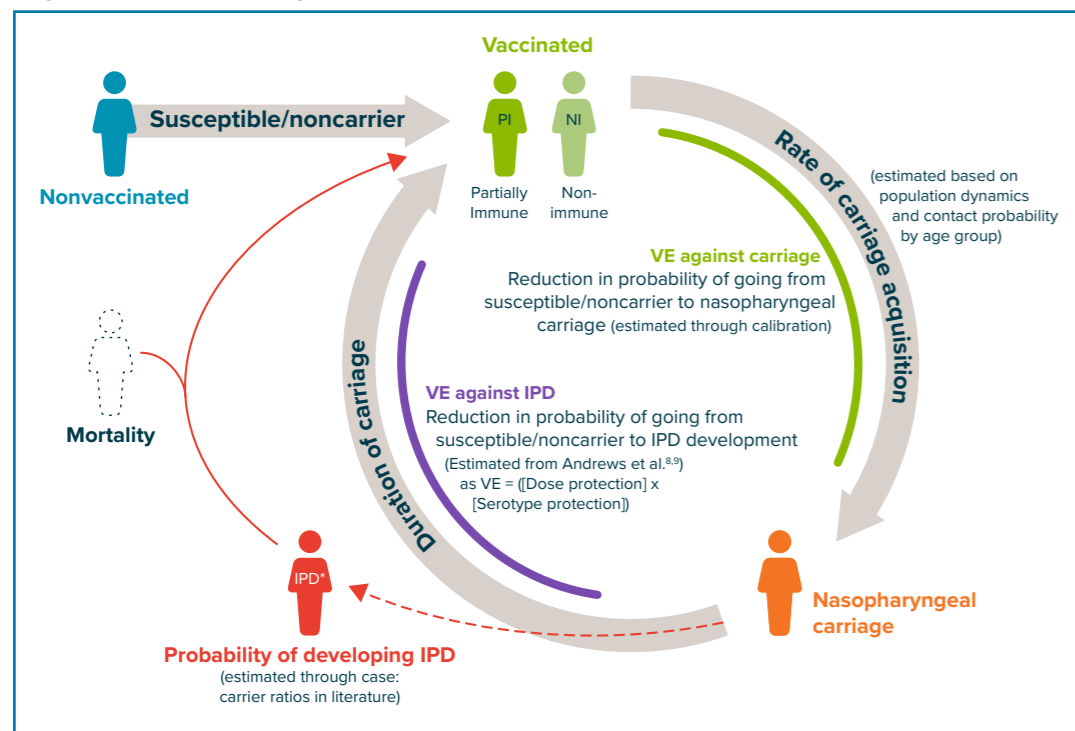 Vaccinated
Susceptible/noncarrier
PI
NI
Nonvaccinated
Partially
Immune
Non-
immune
Rate of carriage acquisition
(estimated based on
population dynamics
and contact probability
by age group)
VE against carriage
Reduction in probability of going from
susceptible/noncarrier to nasopharyngeal
carriage (estimated through calibration)
Duration of carriage
VE against IPD
Reduction in probability of going from
susceptible/noncarrier to IPD development
(Estimated from Andrews et al.8,9)
as VE = ([Dose protection] x
[Serotype protection])
Mortality
IPD*
Nasopharyngeal
carriage
Probability of developing IPD
(estimated through case:
carrier ratios in literature)